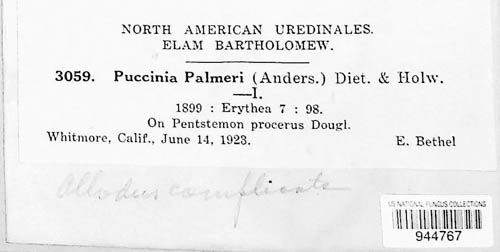 NORTH AMERICAN UREDINALES.
ELAM BARTHOLOMEW.
3059. Puccinia Palmeri (Anders.) Diet. & Holw.
—I.
1899 : Erythea 7 : 98.
On Pentstemon procerus Dougl.
Whitmore, Calif., June 14, 1923. E. Bethel
Allodus
US NATIONAL FUNGUS COLLECTIONS
944767